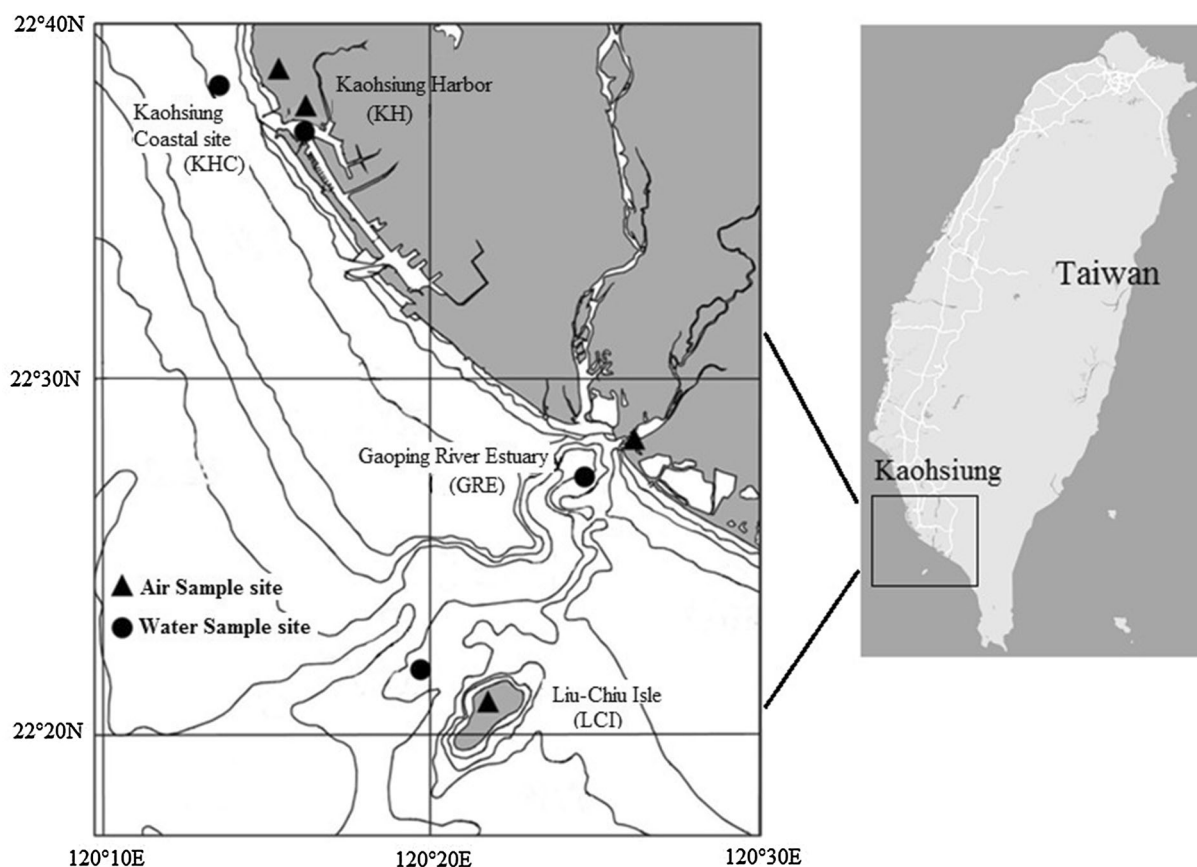 22°40N
Kaohsiung Harbor
(KH)
Kaohsiung
Coastal site
(KHC)
22°30N
Gaoping River Estuary
(GRE)
Air Sample site
Water Sample site
Liu-Chiu Isle
(LCI)
22°20N
120°10E
120°20E
120°30E
Taiwan
Kaohsiung